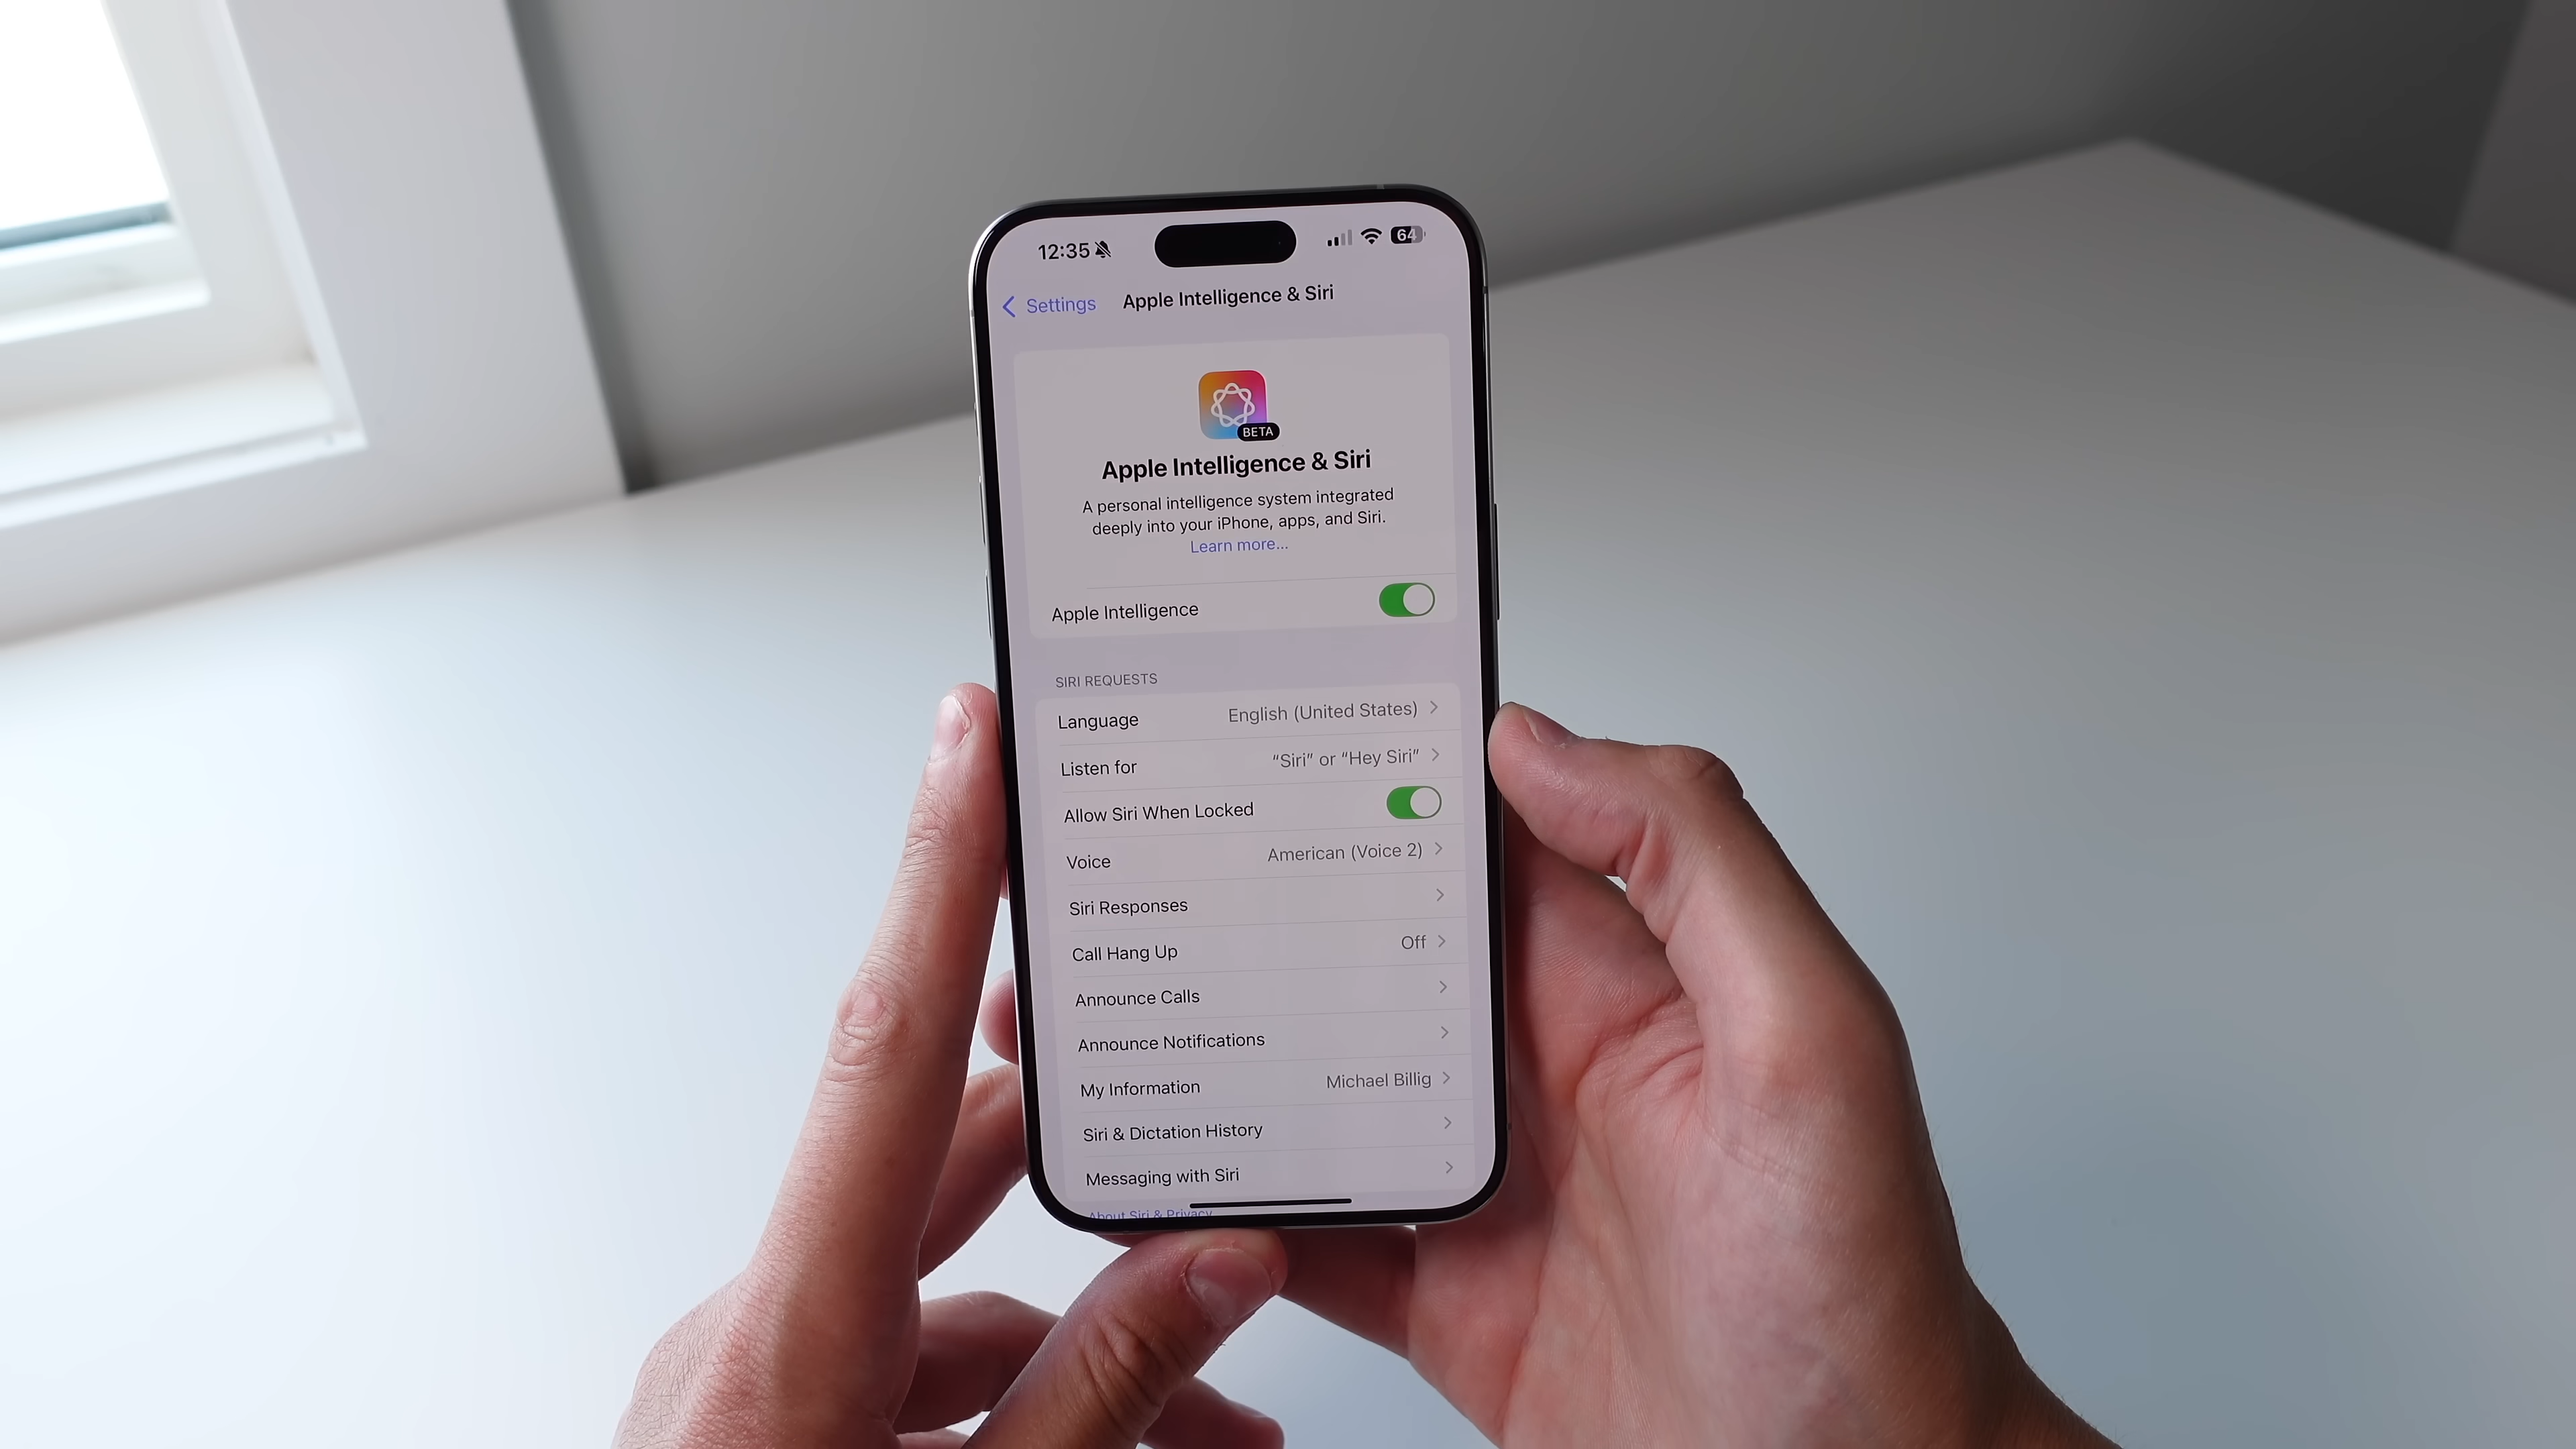 12:35
64
Settings
Apple Intelligence & Siri
BETA
Apple Intelligence & Siri
A personal intelligence system integrated
deeply into your iPhone, apps, and Siri.
Learn more...
Apple Intelligence
SIRI REQUESTS
Language English (United States)
Listen for “Siri” or “Hey Siri”
Allow Siri When Locked
Voice American (Voice 2)
Siri Responses
Call Hang Up Off
Announce Calls
Announce Notifications
My Information Michael Billig
Siri & Dictation History
Messaging with Siri
About Siri & Privacy